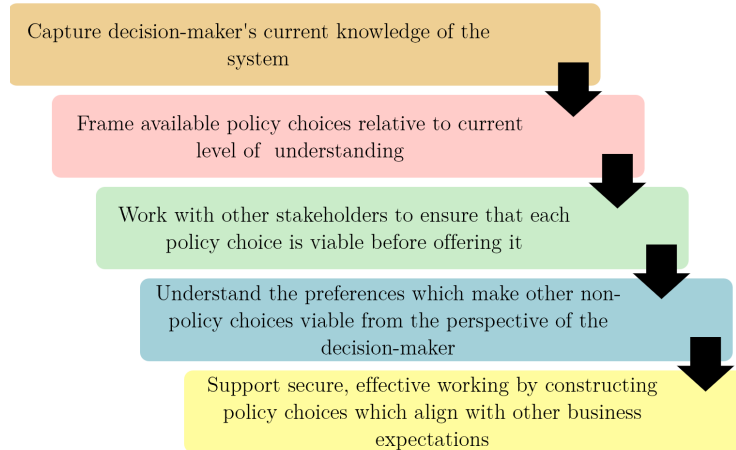 Capture decision-maker's current knowledge of the
system
Frame available policy choices relative to current
level of understanding
Work with other stakeholders to ensure that each
policy choice is viable before offering it
Understand the preferences which make other non-
policy choices viable from the perspective of the
decision-maker
Support secure, effective working by constructing
policy choices which align with other business
expectations